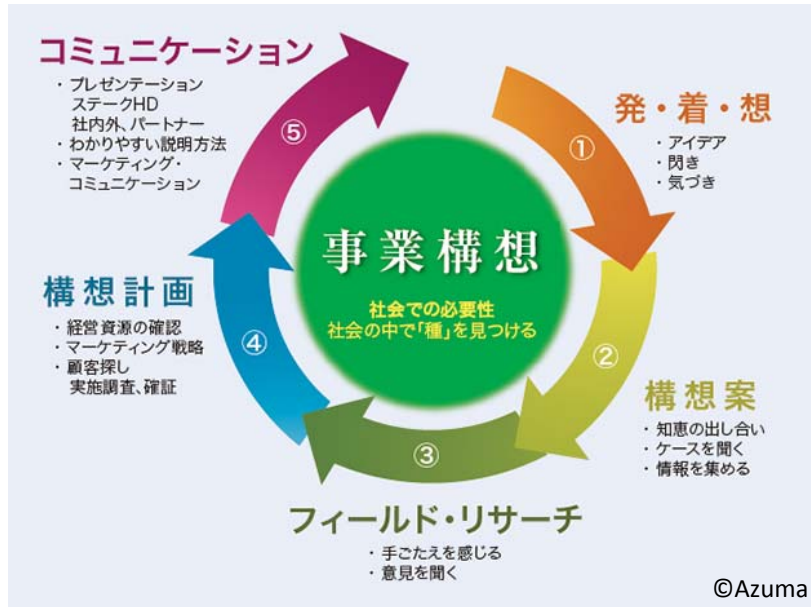 事業構想
社会での必要性
社会の中で「種」を見つける
①
発・着・想
・アイデア
・閃き
・気づき
②
構想案
・知恵の出し合い
・ケースを聞く
・情報を集める
③
フィールド・リサーチ
・手ごたえを感じる
・意見を聞く
④
構想計画
・経営資源の確認
・マーケティング戦略
・顧客探し
実施調査、確証
⑤
コミュニケーション
・プレゼンテーション
ステークHD
社内外、パートナー
・わかりやすい説明方法
・マーケティング・
コミュニケーション
©Azuma